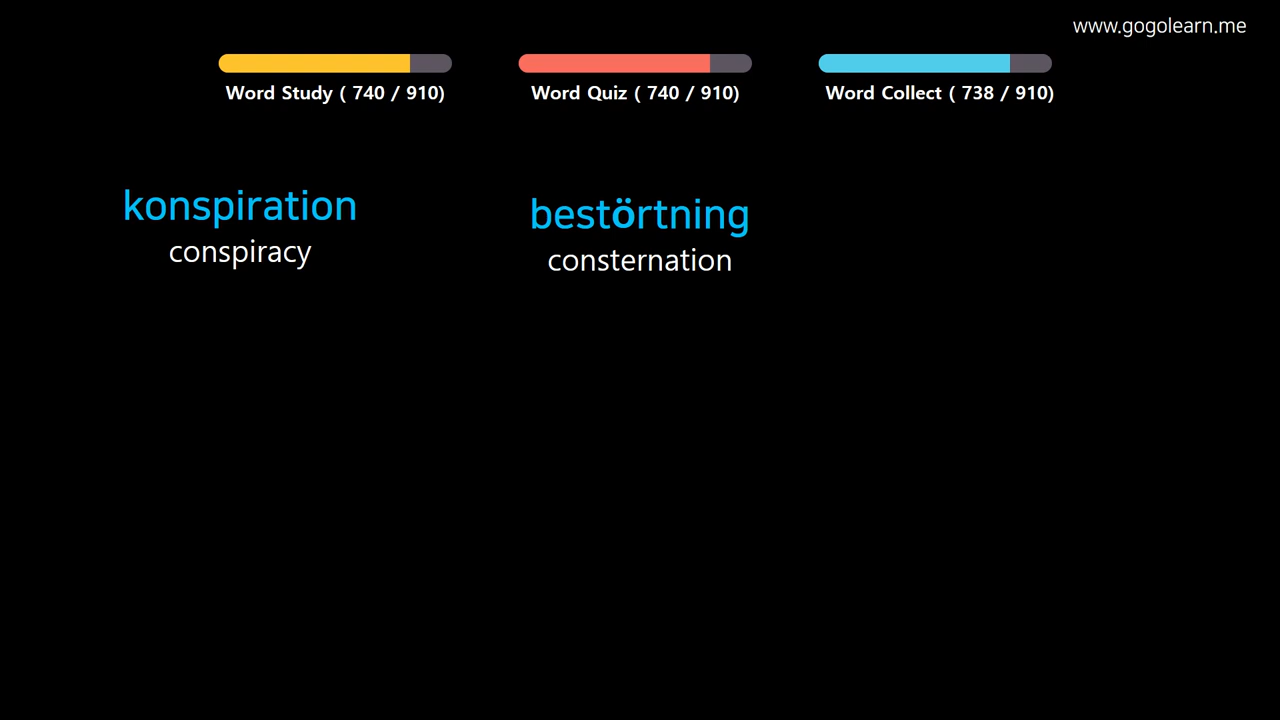 www.gogolearn.me
Word Study ( 740 / 910)
Word Quiz ( 740 / 910)
Word Collect ( 738 / 910)
konspiration
conspiracy
bestörtning
consternation